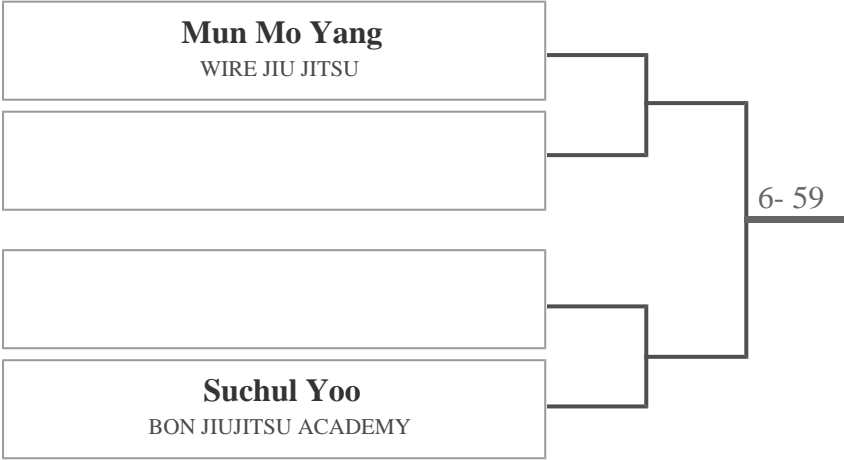 Mun Mo Yang
WIRE JIU JITSU
6- 59
Suchul Yoo
BON JIUJITSU ACADEMY